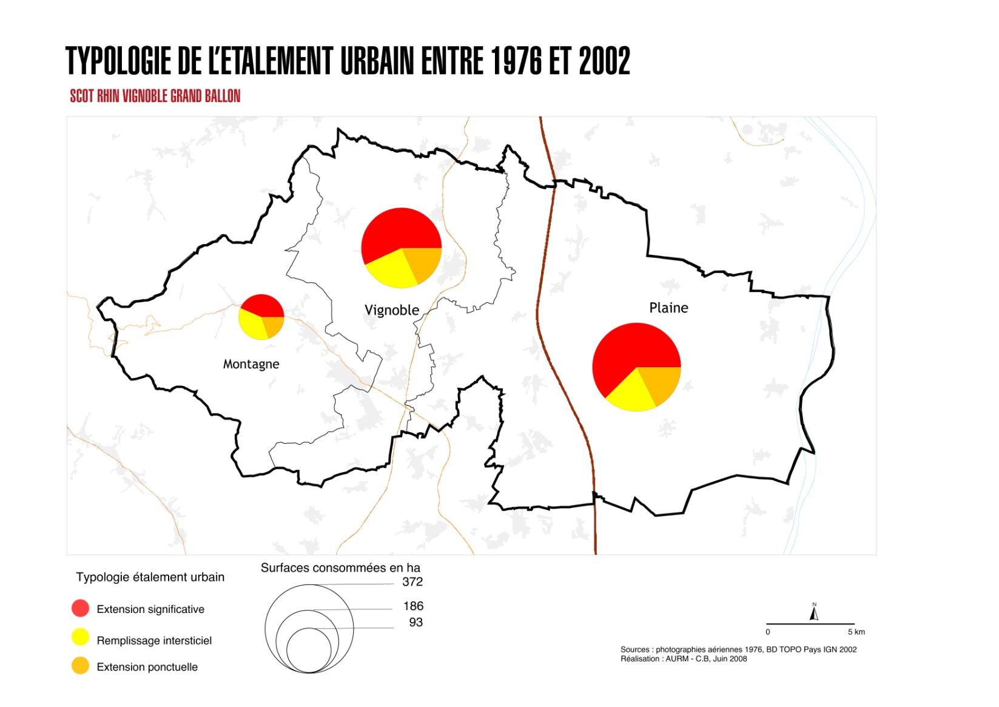 TYPOLOGIE DE L'ETALEMENT URBAIN ENTRE 1976 ET 2002
SCOT RHIN VIGNOBLE GRAND BALLON
Vignoble
Plaine
Montagne
Typologie étalement urbain
Extension significative
Remplissage intersticiel
Extension ponctuelle
Surfaces consommées en ha
372
186
93
N
0 5 km
Sources : photographies aériennes 1976, BD TOPO Pays IGN 2002
Réalisation : AURM - C.B, Juin 2008